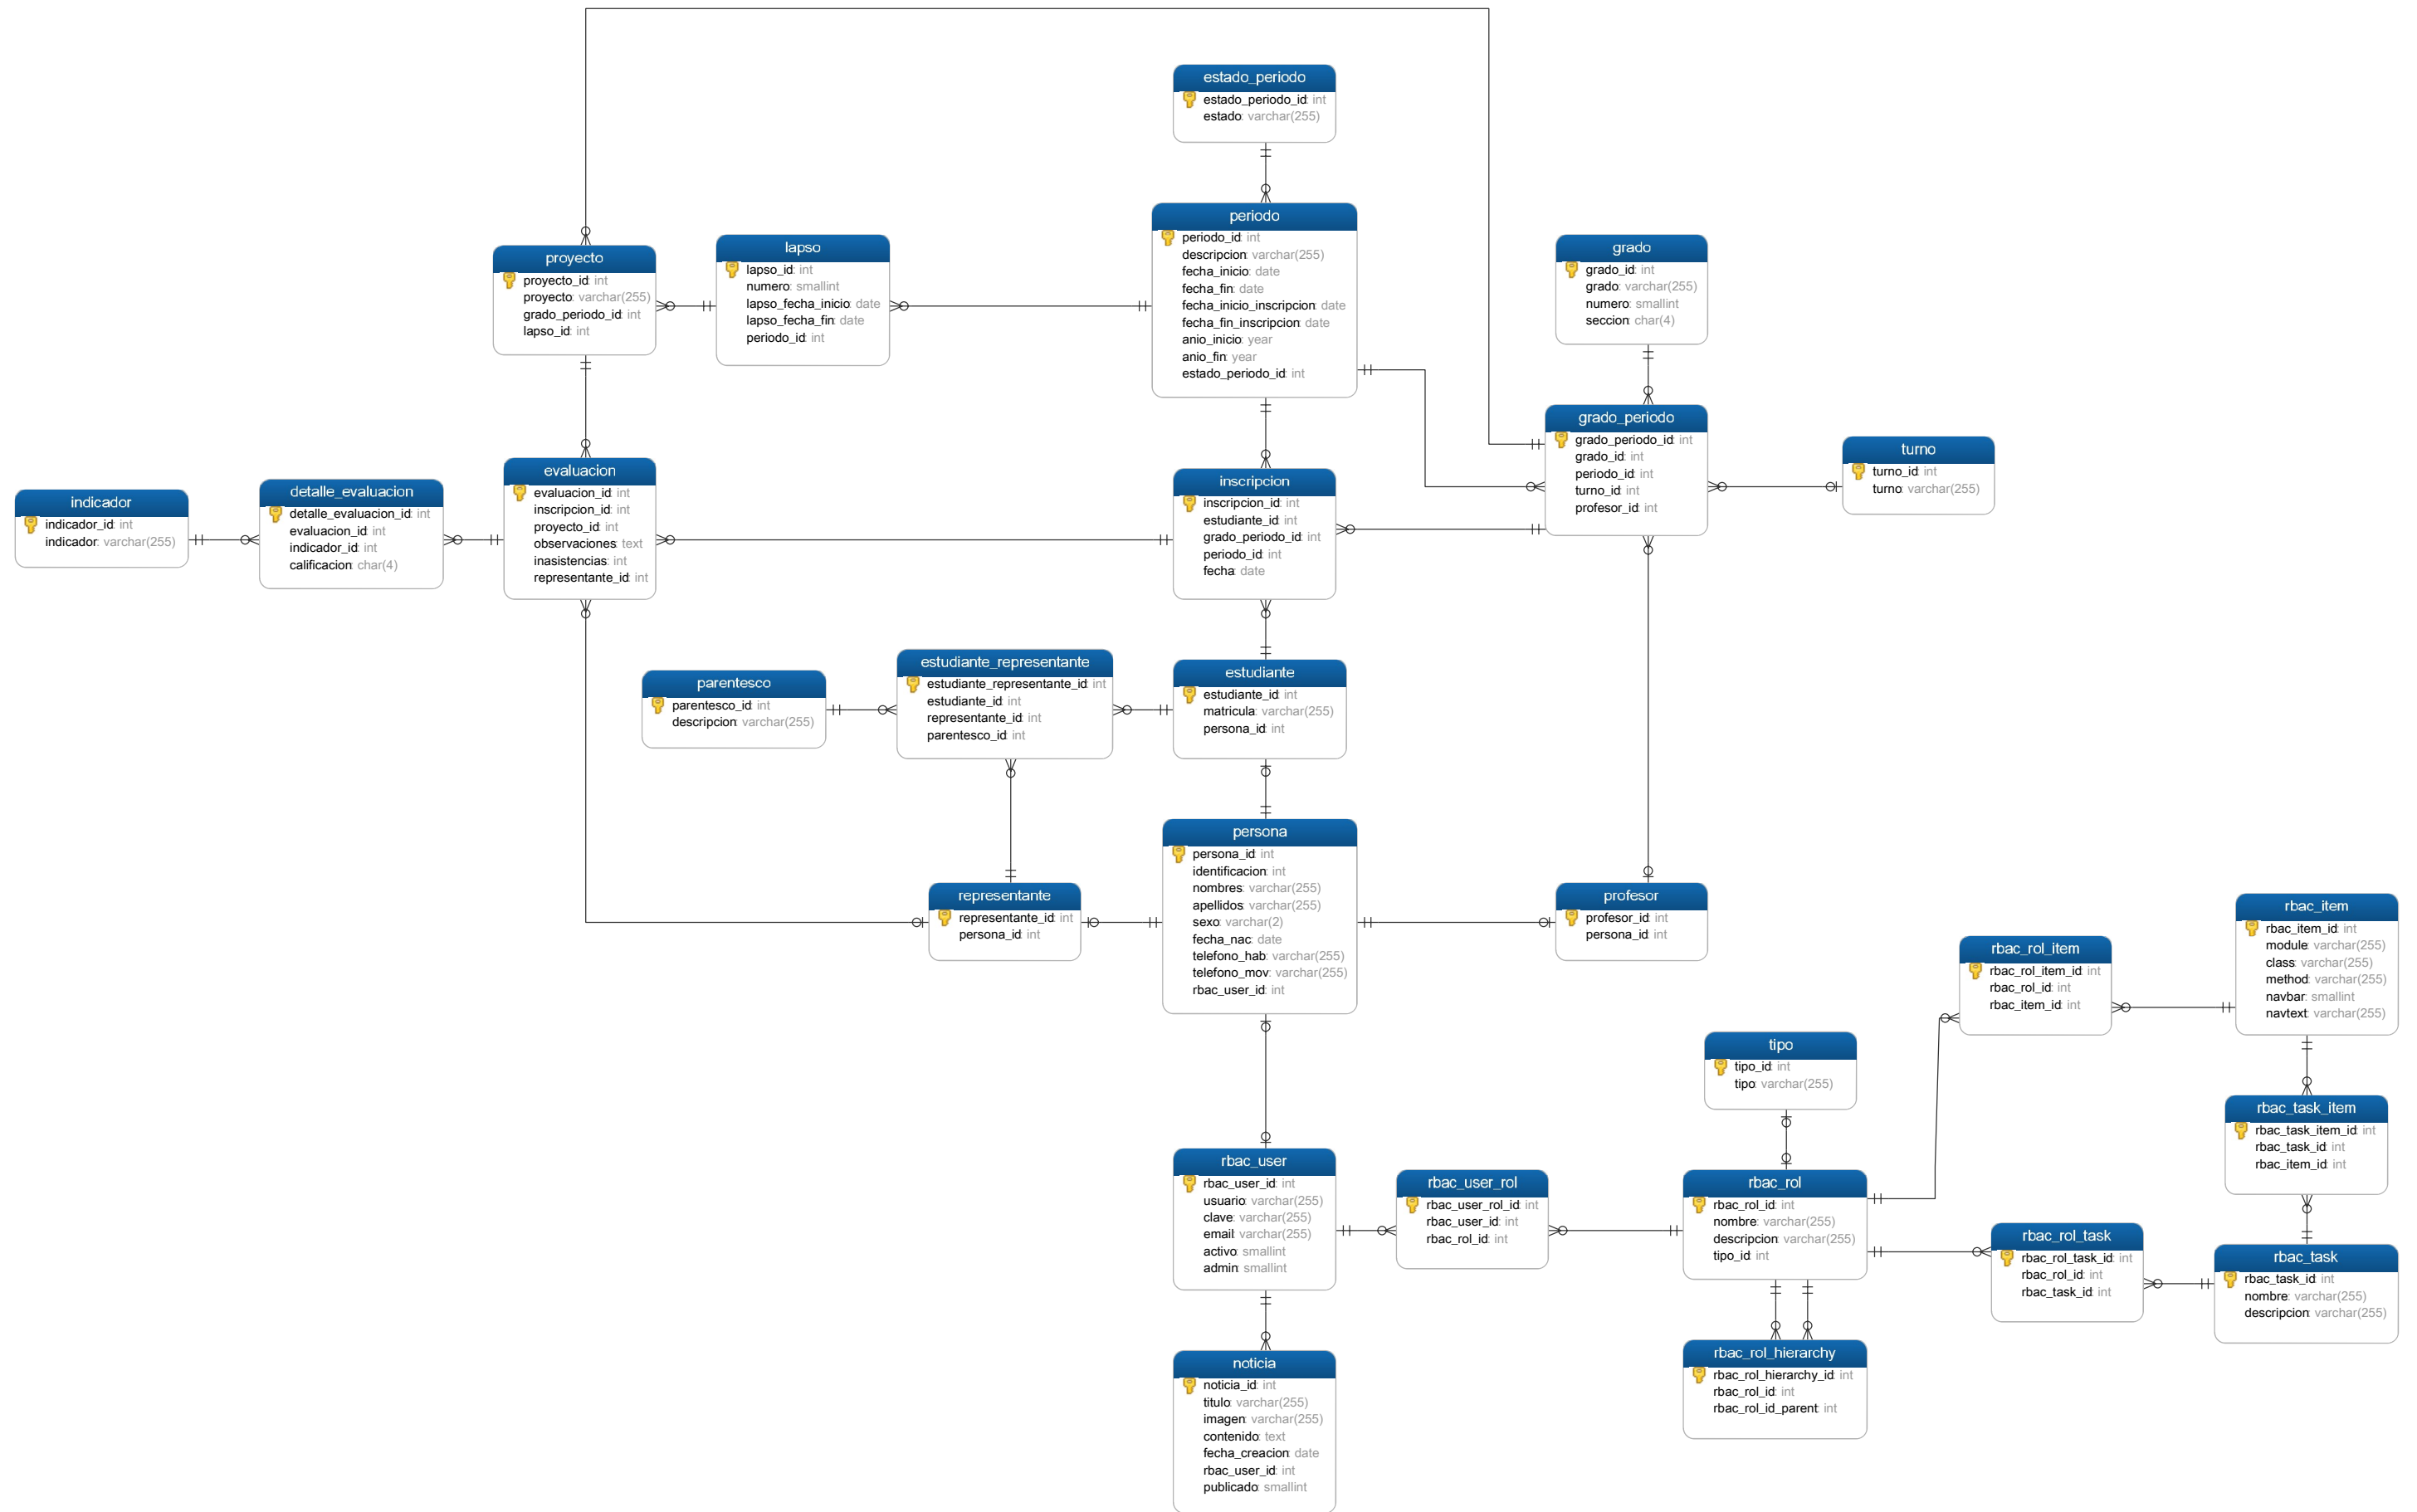 estado_periodo
estado_periodo_id: int
estado: varchar(255)
periodo
periodo_id: int
descripcion: varchar(255)
fecha_inicio: date
fecha_fin: date
fecha_inicio_inscripcion: date
fecha_fin_inscripcion: date
anio_inicio: year
anio_fin: year
estado_periodo_id: int
proyecto
proyecto_id: int
proyecto: varchar(255)
grado_periodo_id: int
lapso_id: int
lapso
lapso_id: int
numero: smallint
lapso_fecha_inicio: date
lapso_fecha_fin: date
periodo_id: int
grado
grado_id: int
grado: varchar(255)
numero: smallint
seccion: char(4)
grado_periodo
grado_periodo_id: int
grado_id: int
periodo_id: int
turno_id: int
profesor_id: int
turno
turno_id: int
turno: varchar(255)
indicador
indicador_id: int
indicador: varchar(255)
detalle_evaluacion
detalle_evaluacion_id: int
evaluacion_id: int
indicador_id: int
calificacion: char(4)
evaluacion
evaluacion_id: int
inscripcion_id: int
proyecto_id: int
observaciones: text
inasistencias: int
representante_id: int
inscripcion
inscripcion_id: int
estudiante_id: int
grado_periodo_id: int
periodo_id: int
fecha: date
parentesco
parentesco_id: int
descripcion: varchar(255)
estudiante_representante
estudiante_representante_id: int
estudiante_id: int
representante_id: int
parentesco_id: int
estudiante
estudiante_id: int
matricula: varchar(255)
persona_id: int
persona
persona_id: int
identificacion: int
nombres: varchar(255)
apellidos: varchar(255)
sexo: varchar(2)
fecha_nac: date
telefono_hab: varchar(255)
telefono_mov: varchar(255)
rbac_user_id: int
representante
representante_id: int
persona_id: int
profesor
profesor_id: int
persona_id: int
rbac_rol_item
rbac_rol_item_id: int
rbac_rol_id: int
rbac_item_id: int
rbac_item
rbac_item_id: int
module: varchar(255)
class: varchar(255)
method: varchar(255)
navbar: smallint
navtext: varchar(255)
tipo
tipo_id: int
tipo: varchar(255)
rbac_task_item
rbac_task_item_id: int
rbac_task_id: int
rbac_item_id: int
rbac_user
rbac_user_id: int
usuario: varchar(255)
clave: varchar(255)
email: varchar(255)
activo: smallint
admin: smallint
rbac_user_rol
rbac_user_rol_id: int
rbac_user_id: int
rbac_rol_id: int
rbac_rol
rbac_rol_id: int
nombre: varchar(255)
descripcion: varchar(255)
tipo_id: int
rbac_rol_task
rbac_rol_task_id: int
rbac_rol_id: int
rbac_task_id: int
rbac_task
rbac_task_id: int
nombre: varchar(255)
descripcion: varchar(255)
rbac_rol_hierarchy
rbac_rol_hierarchy_id: int
rbac_rol_id: int
rbac_rol_id_parent: int
noticia
noticia_id: int
titulo: varchar(255)
imagen: varchar(255)
contenido: text
fecha_creacion: date
rbac_user_id: int
publicado: smallint